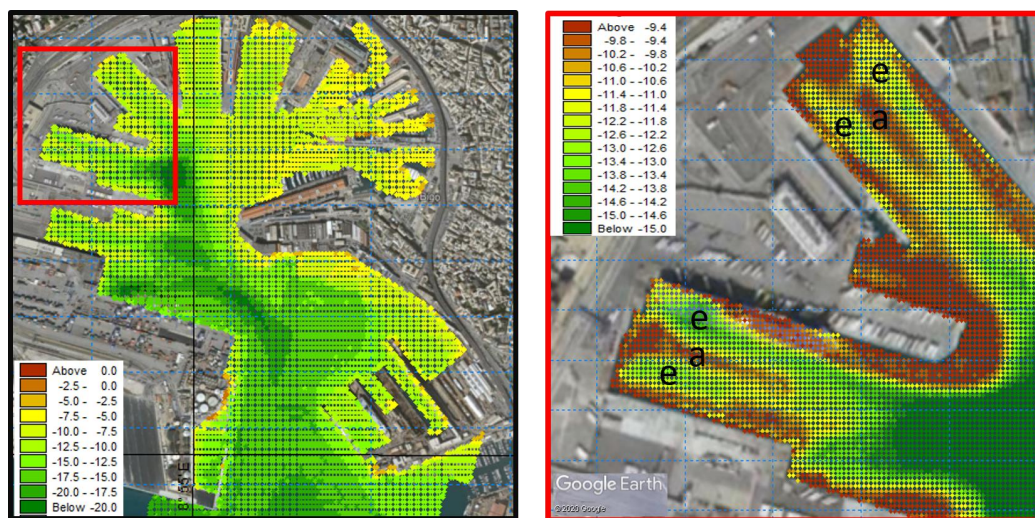 Bigo
8°55'E
Above 0.0
-2.5 - 0.0
-5.0 - -2.5
-7.5 - -5.0
-10.0 - -7.5
-12.5 - -10.0
-15.0 - -12.5
-17.5 - -15.0
-20.0 - -17.5
Below -20.0
Above -9.4
-9.8 - -9.4
-10.2 - -9.8
-10.6 - -10.2
-11.0 - -10.6
-11.4 - -11.0
-11.8 - -11.4
-12.2 - -11.8
-12.6 - -12.2
-13.0 - -12.6
-13.4 - -13.0
-13.8 - -13.4
-14.2 - -13.8
-14.6 - -14.2
-15.0 - -14.6
Below -15.0
e
a
e
e
a
e
Google Earth
© 2020 Google